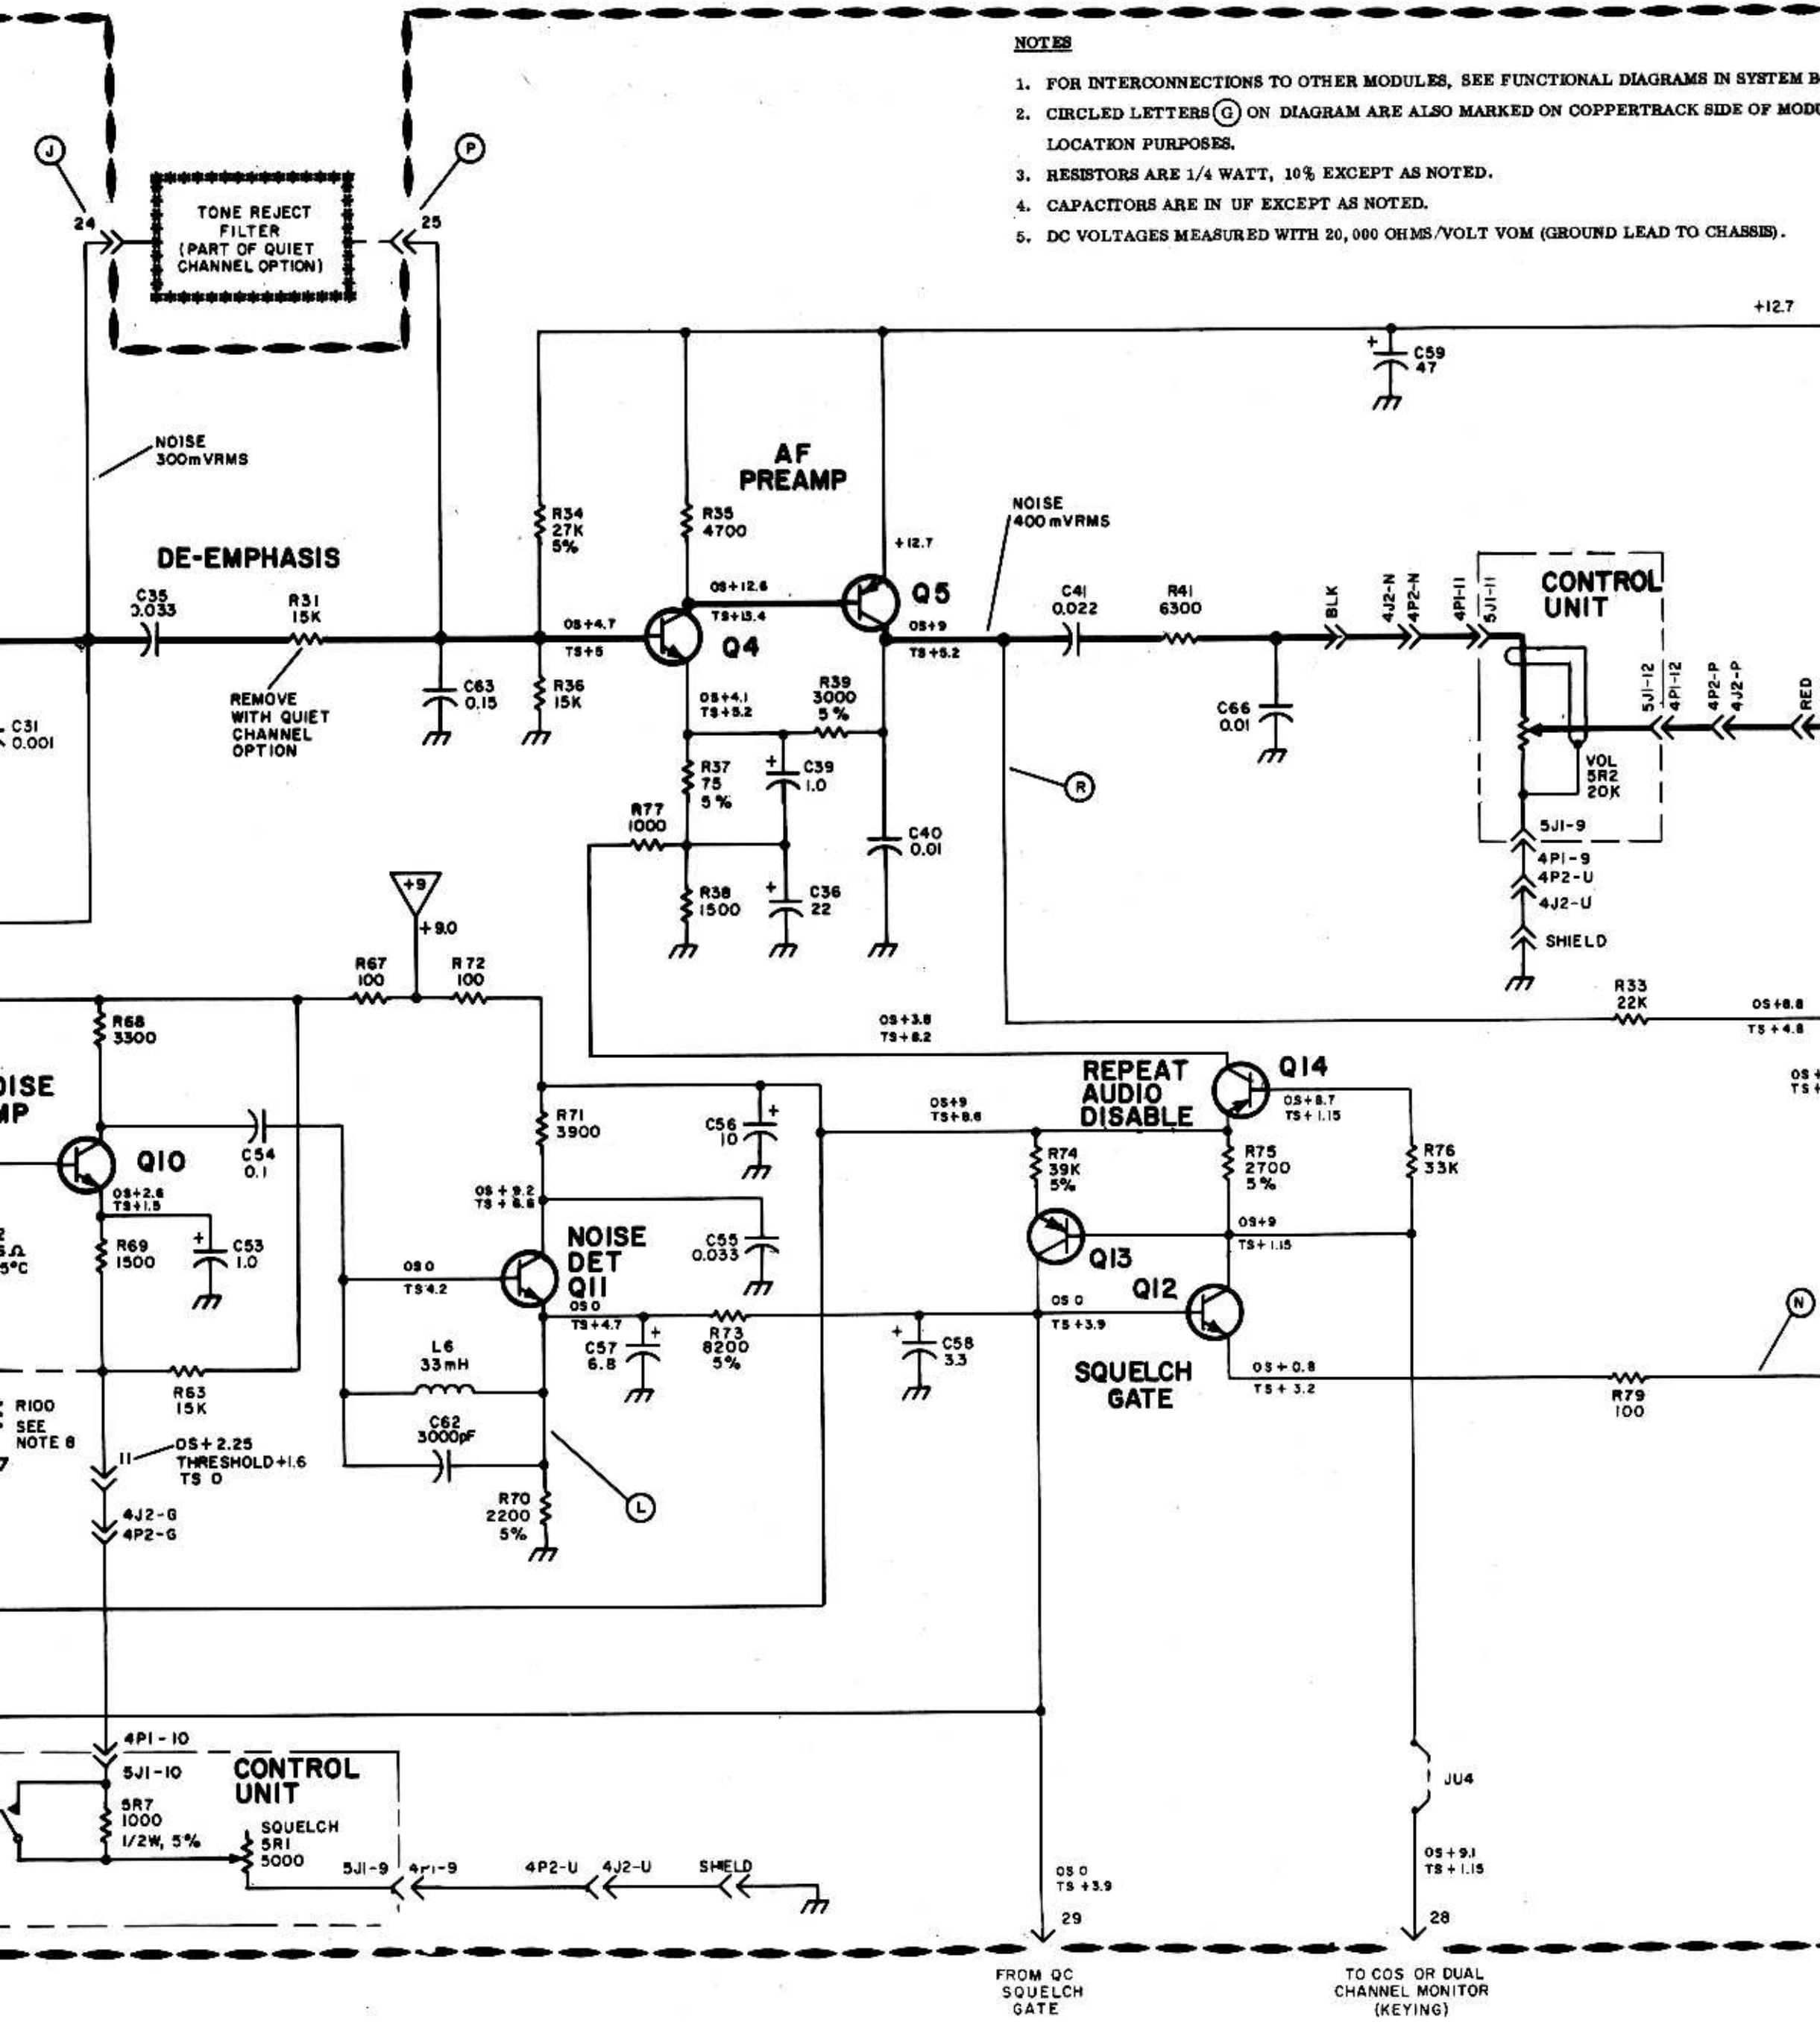 NOTES
1. FOR INTERCONNECTIONS TO OTHER MODULES, SEE FUNCTIONAL DIAGRAMS IN SYSTEM B
2. CIRCLED LETTERS G ON DIAGRAM ARE ALSO MARKED ON COPPERTRACK SIDE OF MODU
LOCATION PURPOSES.
3. RESISTORS ARE 1/4 WATT, 10% EXCEPT AS NOTED.
4. CAPACITORS ARE IN UF EXCEPT AS NOTED.
5. DC VOLTAGES MEASURED WITH 20,000 OHMS/VOLT VOM (GROUND LEAD TO CHASSIS).
J
P
24
25
TONE REJECT
FILTER
(PART OF QUIET
CHANNEL OPTION)
+12.7
+
C59
47
NOISE
300mVRMS
AF
PREAMP
R34
27K
5%
R35
4700
NOISE
400mVRMS
+12.7
DE-EMPHASIS
C35
0.033
R31
15K
OS+4.7
TS+5
OS+12.6
Q4
Q5
OS+9
TS+5.2
C41
0.022
R41
6300
BLK
4J2-N
4P2-N
4P1-11
5J1-11
CONTROL
UNIT
REMOVE
WITH QUIET
CHANNEL
OPTION
C63
0.15
R36
15K
OS+4.1
TS+5.2
R39
3000
5%
C66
0.01
5J1-12
4P1-12
4P2-P
4J2-P
RED
C31
0.001
R37
75
5%
+
C39
1.0
R
VOL
5R2
20K
R77
1000
C40
0.01
5J1-9
4P1-9
4P2-U
4J2-U
SHIELD
R38
1500
+
C36
22
+9
+9.0
R67
100
R72
100
R33
22K
OS+8.8
TS+4.8
OS+3.8
TS+8.2
R68
3300
OISE
MP
REPEAT
AUDIO
DISABLE
Q14
OS+8.7
TS+1.15
OS +
TS+
OS+9
TS+8.6
R71
3900
C56
10
+
Q10
C54
0.1
R74
39K
5%
R75
2700
5%
R76
33K
OS+2.6
TS+1.5
OS+9.2
TS+6.6
R69
1500
+
C53
1.0
NOISE
DET
Q11
C55
0.033
OS+9
TS+1.15
Q13
Q12
5°C
OS 0
TS 4.2
OS 0
TS+4.7
C57
6.8
+
R73
8200
5%
+
C58
3.3
OS 0
TS+3.9
N
L6
33mH
SQUELCH
GATE
OS+0.8
TS+3.2
R79
100
R63
15K
R100
SEE
NOTE 8
C62
3000pF
11
OS+2.25
THRESHOLD+1.6
TS 0
R70
2200
5%
L
4J2-G
4P2-G
4P1-10
5J1-10
CONTROL
UNIT
5R7
1000
1/2W, 5%
SQUELCH
5R1
5000
5J1-9
4P1-9
4P2-U
4J2-U
SHIELD
JU4
OS 0
TS+3.9
OS+9.1
TS+1.15
29
28
FROM QC
SQUELCH
GATE
TO COS OR DUAL
CHANNEL MONITOR
(KEYING)